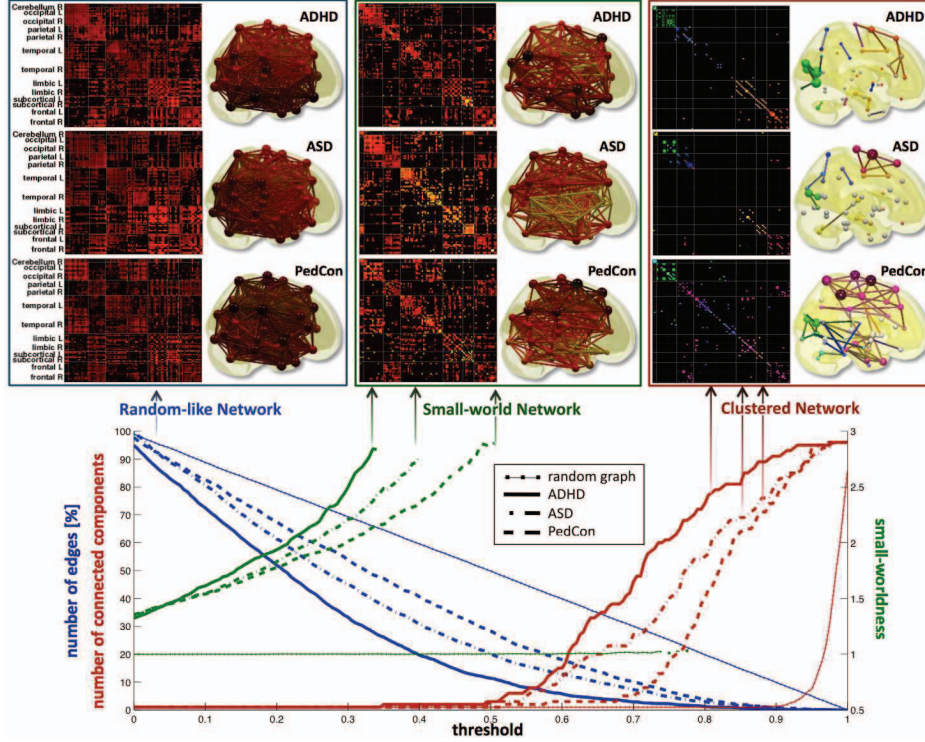 ADHD
ADHD
ADHD
Cerebellum R
occipital L
occipital R
parietal L
parietal R
temporal L
temporal R
limbic L
limbic R
subcortical L
subcortical R
frontal L
frontal R
ASD
ASD
ASD
Cerebellum R
occipital L
occipital R
parietal L
parietal R
temporal L
temporal R
limbic L
limbic R
subcortical L
subcortical R
frontal L
frontal R
PedCon
PedCon
PedCon
Cerebellum R
occipital L
occipital R
parietal L
parietal R
temporal L
temporal R
limbic L
limbic R
subcortical L
subcortical R
frontal L
frontal R
Random-like Network
Small-world Network
Clustered Network
number of edges [%]
number of connected components
100
90
80
70
60
50
40
30
20
10
0
random graph
ADHD
ASD
PedCon
3
2.5
2
1.5
1
0.5
small-worldness
0 0.1 0.2 0.3 0.4 0.5 0.6 0.7 0.8 0.9 1
threshold